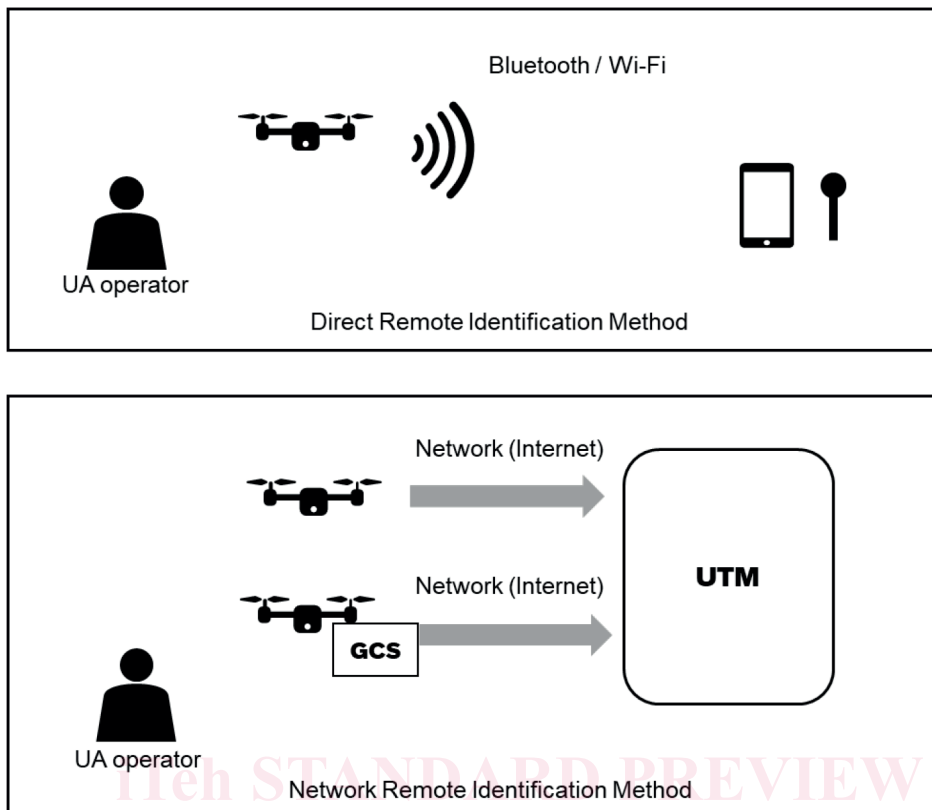 Bluetooth / Wi-Fi
UA operator
Direct Remote Identification Method
Network (Internet)
UTM
Network (Internet)
GCS
UA operator
iTeh STANDARD PREVIEW
Network Remote Identification Method